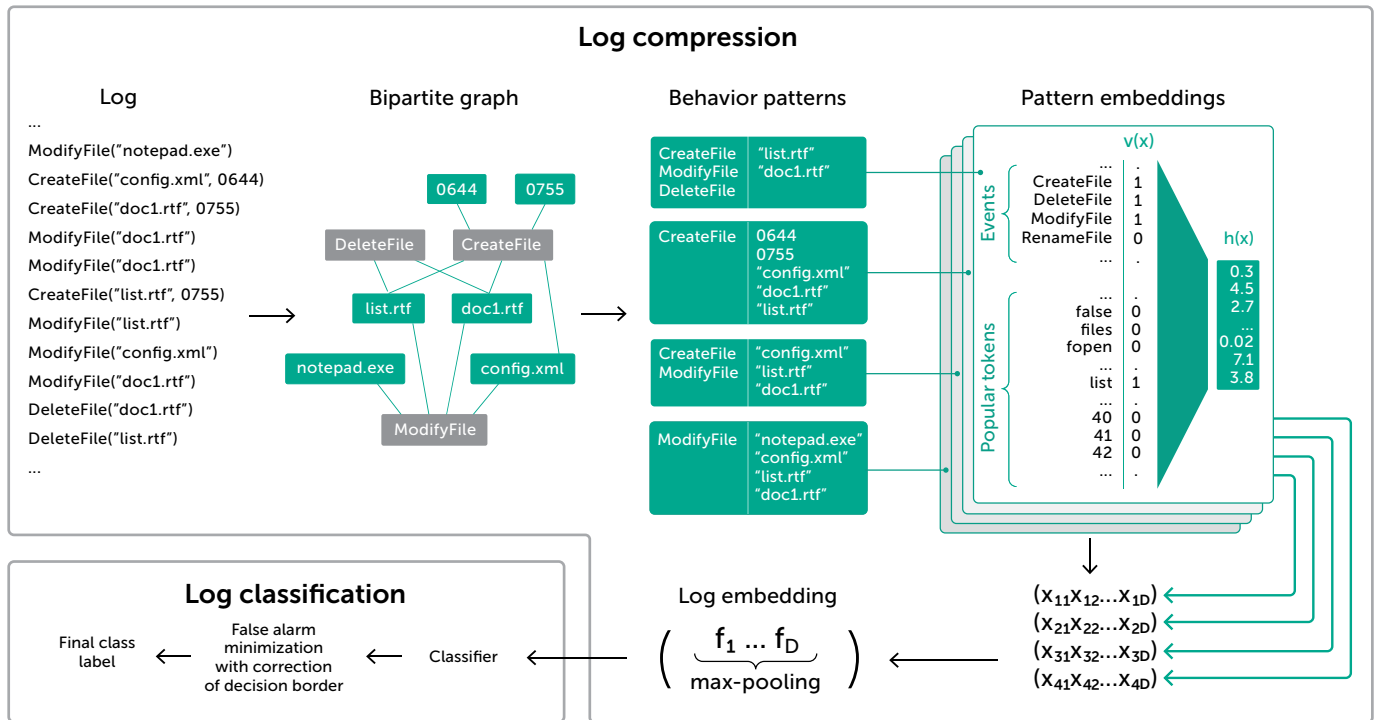 Log compression
Log
...
ModifyFile("notepad.exe")
CreateFile("config.xml", 0644)
CreateFile("doc1.rtf", 0755)
ModifyFile("doc1.rtf")
ModifyFile("doc1.rtf")
CreateFile("list.rtf", 0755)
ModifyFile("list.rtf")
ModifyFile("config.xml")
ModifyFile("doc1.rtf")
DeleteFile("doc1.rtf")
DeleteFile("list.rtf")
...
Bipartite graph
0644 0755
DeleteFile CreateFile
list.rtf doc1.rtf
notepad.exe config.xml
ModifyFile
Behavior patterns
CreateFile "list.rtf"
ModifyFile "doc1.rtf"
DeleteFile
CreateFile 0644
0755
"config.xml"
"doc1.rtf"
"list.rtf"
CreateFile "config.xml"
ModifyFile "list.rtf"
"doc1.rtf"
ModifyFile "notepad.exe"
"config.xml"
"list.rtf"
"doc1.rtf"
Pattern embeddings
v(x)
Events
... .
CreateFile 1
DeleteFile 1
ModifyFile 1
RenameFile 0
... .
Popular tokens
... .
false 0
files 0
fopen 0
... .
list 1
... .
40 0
41 0
42 0
... .
h(x)
0.3
4.5
2.7
...
0.02
7.1
3.8
(x11x12...x1D)
(x21x22...x2D)
(x31x32...x3D)
(x41x42...x4D)
Log embedding
( f1 ... fD )
max-pooling
Log classification
Classifier
False alarm
minimization
with correction
of decision border
Final class
label